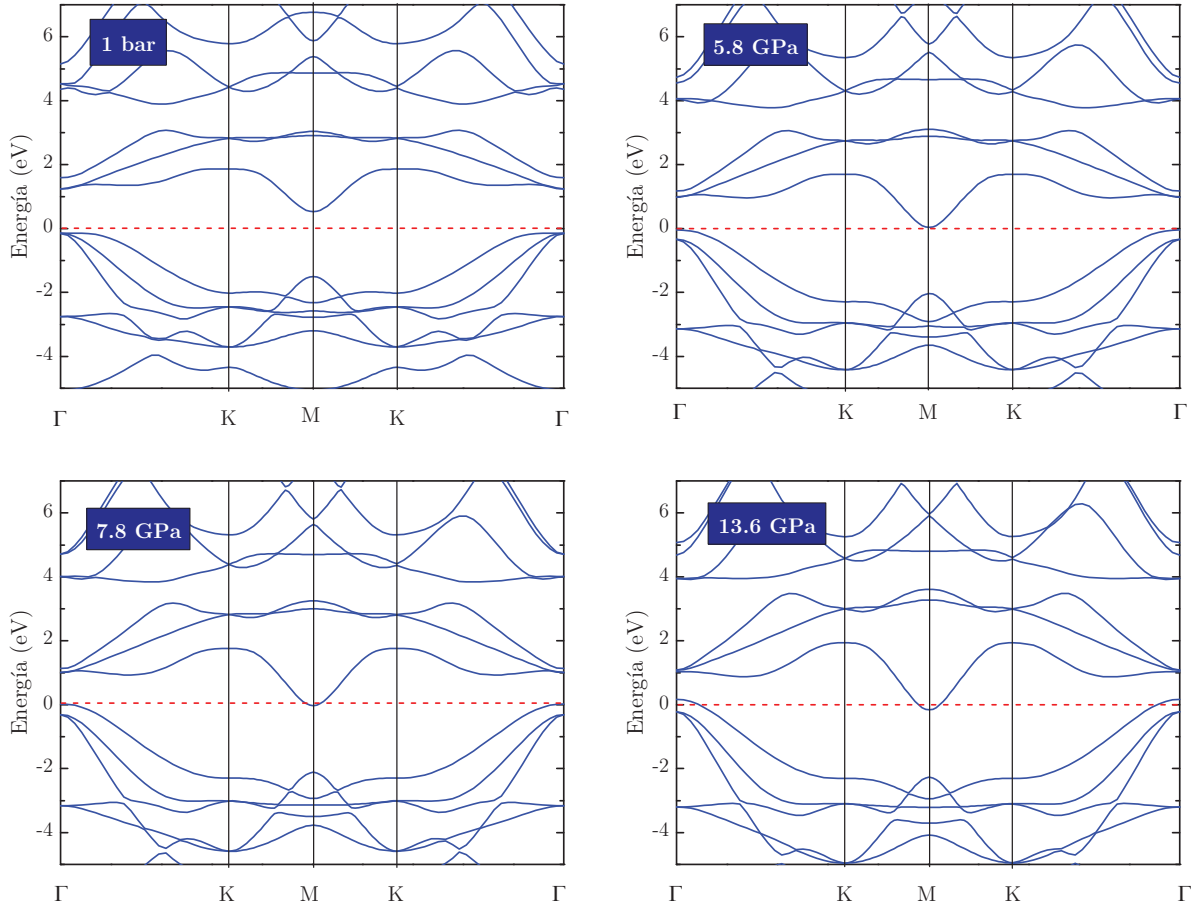 1 bar
Energía (eV)
6
4
2
0
-2
-4
Γ K M K Γ
5.8 GPa
Energía (eV)
6
4
2
0
-2
-4
Γ K M K Γ
7.8 GPa
Energía (eV)
6
4
2
0
-2
-4
Γ K M K Γ
13.6 GPa
Energía (eV)
6
4
2
0
-2
-4
Γ K M K Γ